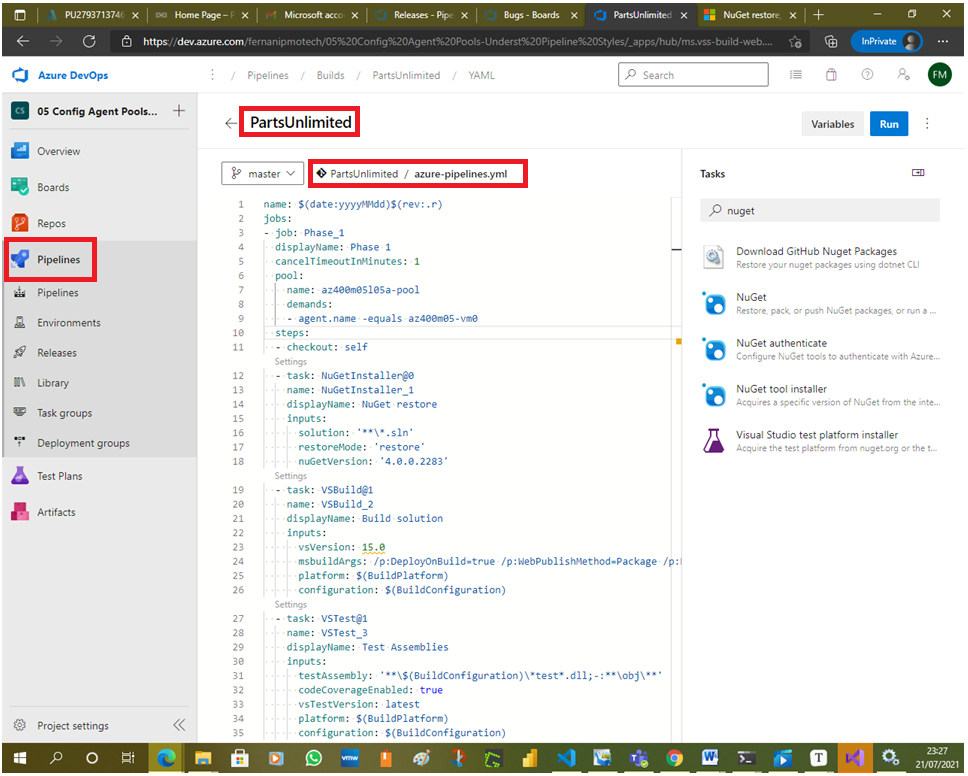 PU2793713746
Home Page – P
Microsoft acco
Releases - Pipe
Bugs - Boards
PartsUnlimited
NuGet restore,
https://dev.azure.com/fernanipmotech/05%20Config%20Agent%20Pools-Underst%20Pipeline%20Styles/_apps/hub/ms.vss-build-web....
InPrivate
Azure DevOps
/ Pipelines / Builds / PartsUnlimited / YAML
Search
FM
CS 05 Config Agent Pools...
Overview
Boards
Repos
Pipelines
Pipelines
Environments
Releases
Library
Task groups
Deployment groups
Test Plans
Artifacts
Project settings
PartsUnlimited
Variables
Run
master
PartsUnlimited / azure-pipelines.yml
1 name: $(date:yyyyMMdd)$(rev:.r)
2 jobs:
3 - job: Phase_1
4 displayName: Phase 1
5 cancelTimeoutInMinutes: 1
6 pool:
7 name: az400m05l05a-pool
8 demands:
9 - agent.name -equals az400m05-vm0
10 steps:
11 - checkout: self
Settings
12 - task: NuGetInstaller@0
13 name: NuGetInstaller_1
14 displayName: NuGet restore
15 inputs:
16 solution: '**\*.sln'
17 restoreMode: 'restore'
18 nuGetVersion: '4.0.0.2283'
Settings
19 - task: VSBuild@1
20 name: VSBuild_2
21 displayName: Build solution
22 inputs:
23 vsVersion: 15.0
24 msbuildArgs: /p:DeployOnBuild=true /p:WebPublishMethod=Package /p:
25 platform: $(BuildPlatform)
26 configuration: $(BuildConfiguration)
Settings
27 - task: VSTest@1
28 name: VSTest_3
29 displayName: Test Assemblies
30 inputs:
31 testAssembly: '**\$(BuildConfiguration)\*test*.dll;-:**\obj\**'
32 codeCoverageEnabled: true
33 vsTestVersion: latest
34 platform: $(BuildPlatform)
35 configuration: $(BuildConfiguration)
Tasks
nuget
Download GitHub Nuget Packages
Restore your nuget packages using dotnet CLI
NuGet
Restore, pack, or push NuGet packages, or run a ...
NuGet authenticate
Configure NuGet tools to authenticate with Azure...
NuGet tool installer
Acquires a specific version of NuGet from the inte...
Visual Studio test platform installer
Acquire the test platform from nuget.org or the t...
vmw
23:27
21/07/2021